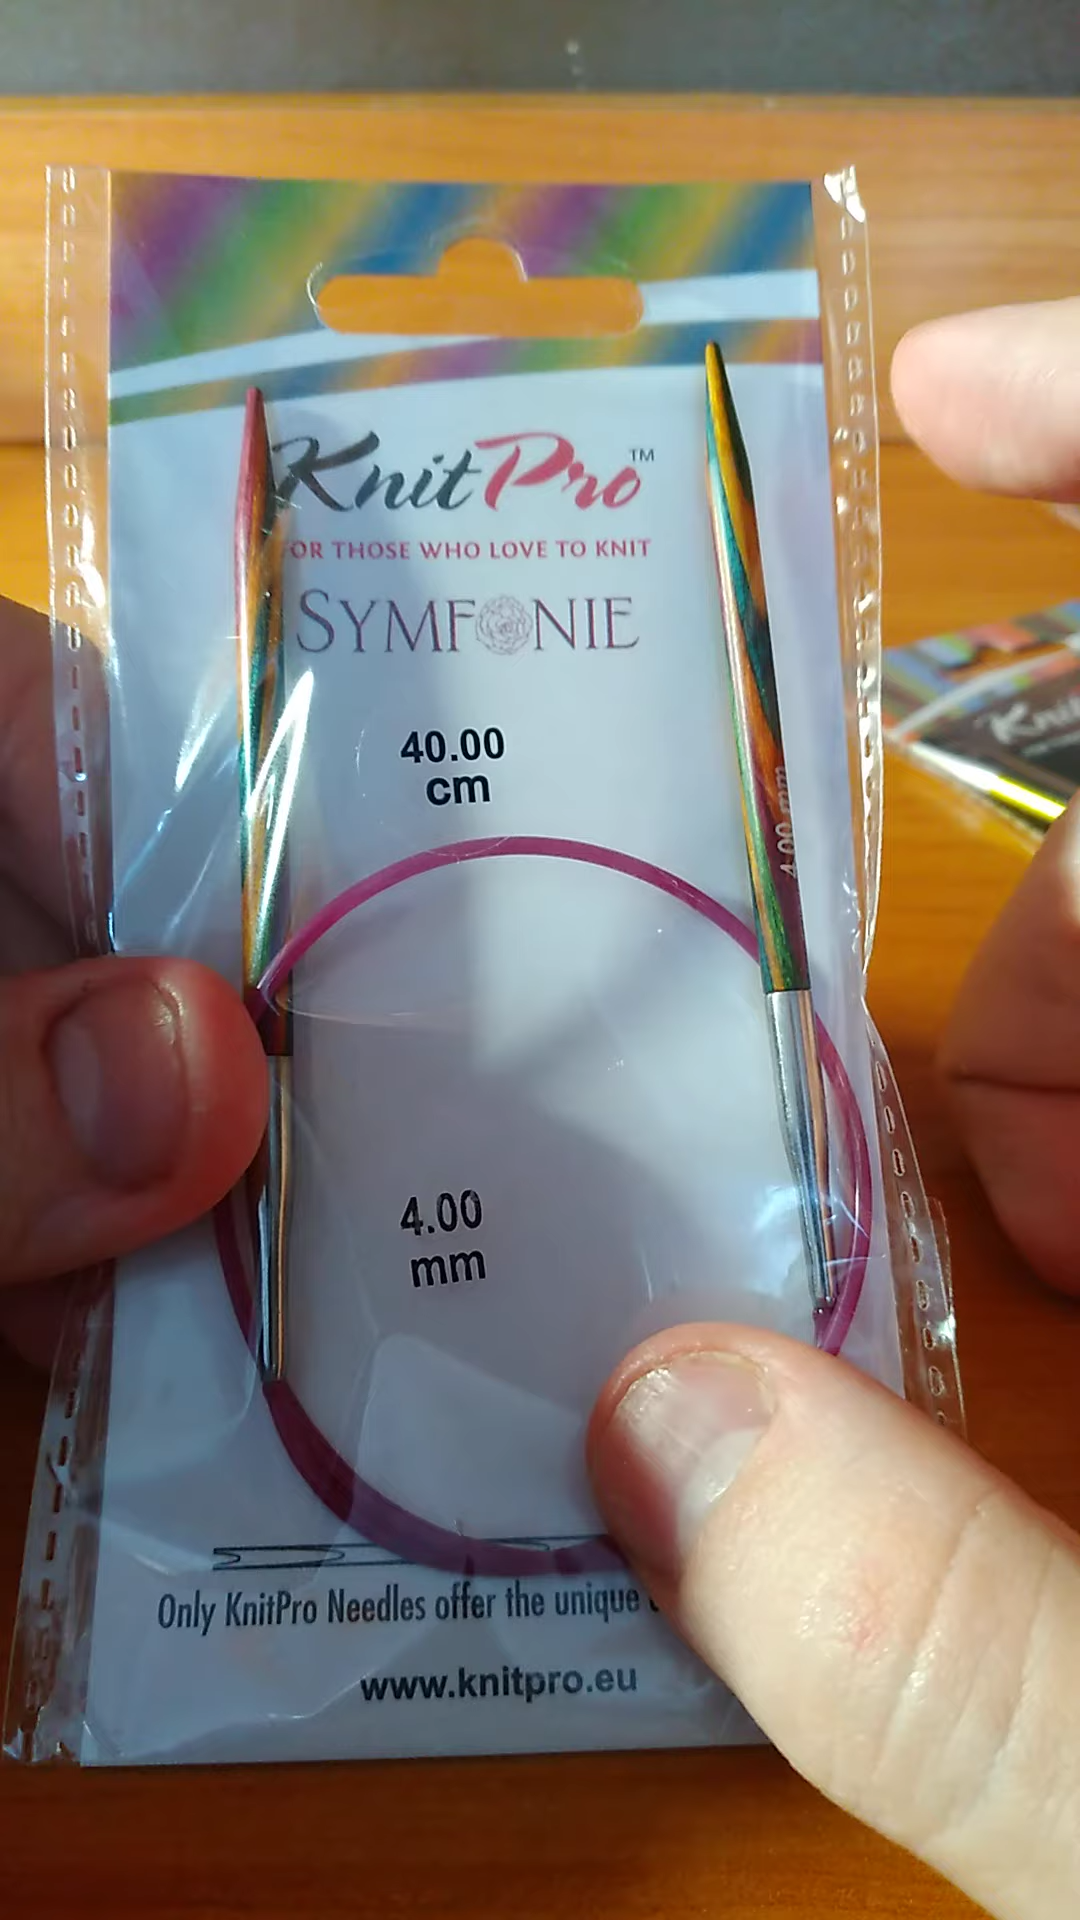 KnitPro™
FOR THOSE WHO LOVE TO KNIT
SYMFONIE
40.00
cm
4.00 mm
4.00
mm
Only KnitPro Needles offer the unique
www.knitpro.eu